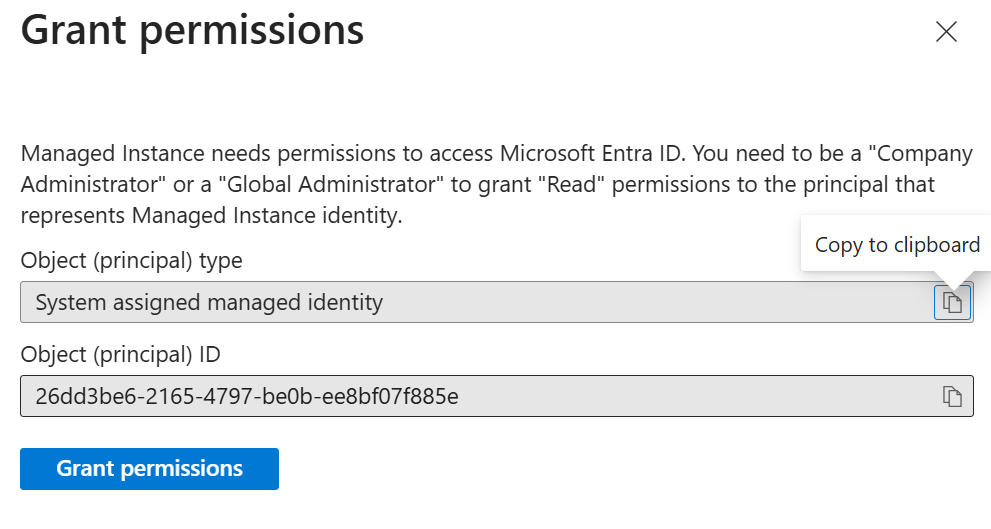 Grant permissions
Managed Instance needs permissions to access Microsoft Entra ID. You need to be a "Company
Administrator" or a "Global Administrator" to grant "Read" permissions to the principal that
represents Managed Instance identity.
Copy to clipboard
Object (principal) type
System assigned managed identity
Object (principal) ID
26dd3be6-2165-4797-be0b-ee8bf07f885e
Grant permissions